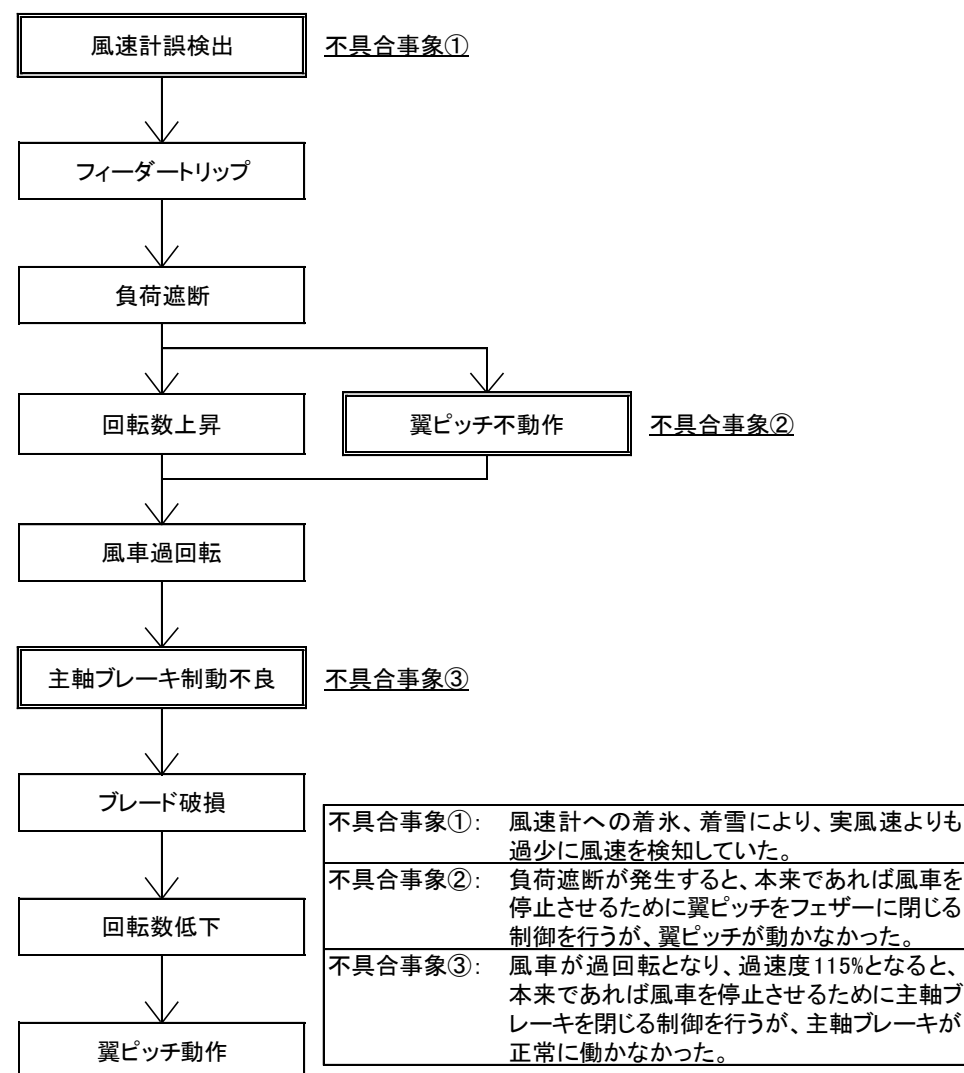 風速計誤検出
不具合事象①
フィーダートリップ
負荷遮断
回転数上昇
翼ピッチ不動作
不具合事象②
風車過回転
主軸ブレーキ制動不良
不具合事象③
ブレード破損
回転数低下
翼ピッチ動作
不具合事象①: 風速計への着氷、着雪により、実風速よりも
過少に風速を検知していた。
不具合事象②: 負荷遮断が発生すると、本来であれば風車を
停止させるために翼ピッチをフェザーに閉じる
制御を行うが、翼ピッチが動かなかった。
不具合事象③: 風車が過回転となり、過速度115%となると、
本来であれば風車を停止させるために主軸ブ
レーキを閉じる制御を行うが、主軸ブレーキが
正常に働かなかった。